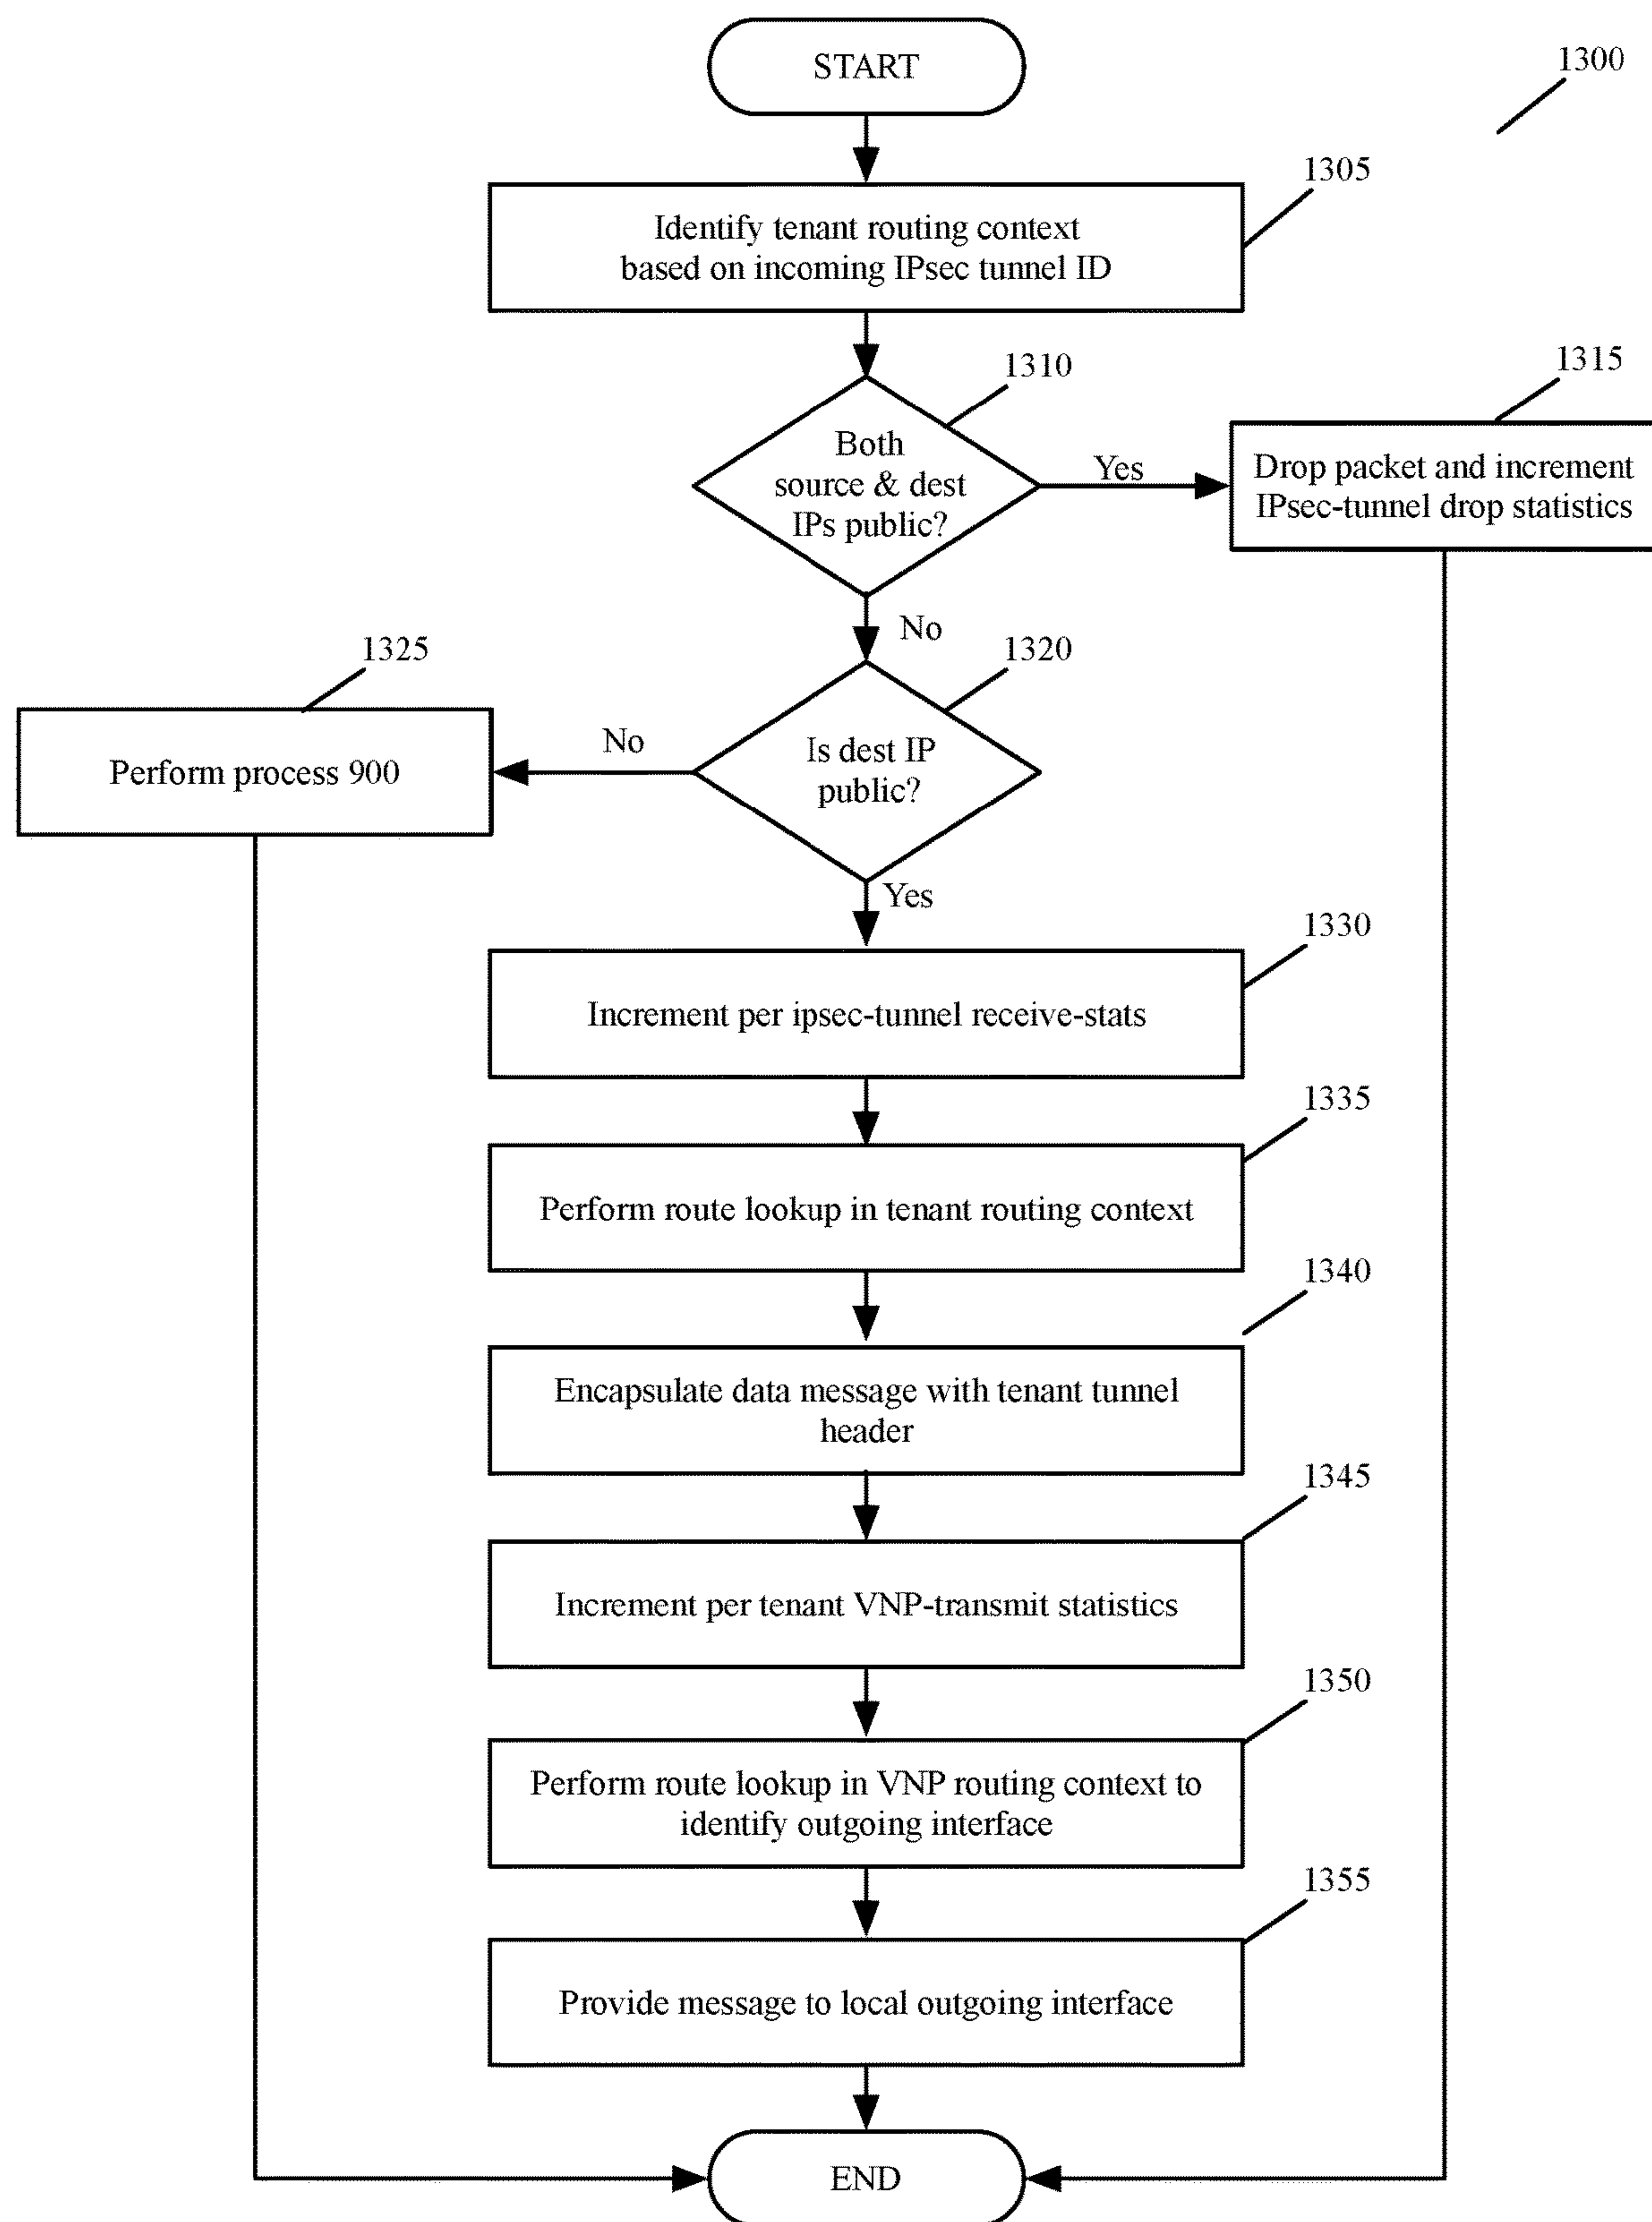 START
1300
1305
Identify tenant routing context
based on incoming IPsec tunnel ID
1310
1315
Both
source & dest
IPs public?
Yes
Drop packet and increment
IPsec-tunnel drop statistics
No
1325
1320
Is dest IP
public?
No
Perform process 900
Yes
1330
Increment per ipsec-tunnel receive-stats
1335
Perform route lookup in tenant routing context
1340
Encapsulate data message with tenant tunnel
header
1345
Increment per tenant VNP-transmit statistics
1350
Perform route lookup in VNP routing context to
identify outgoing interface
1355
Provide message to local outgoing interface
END